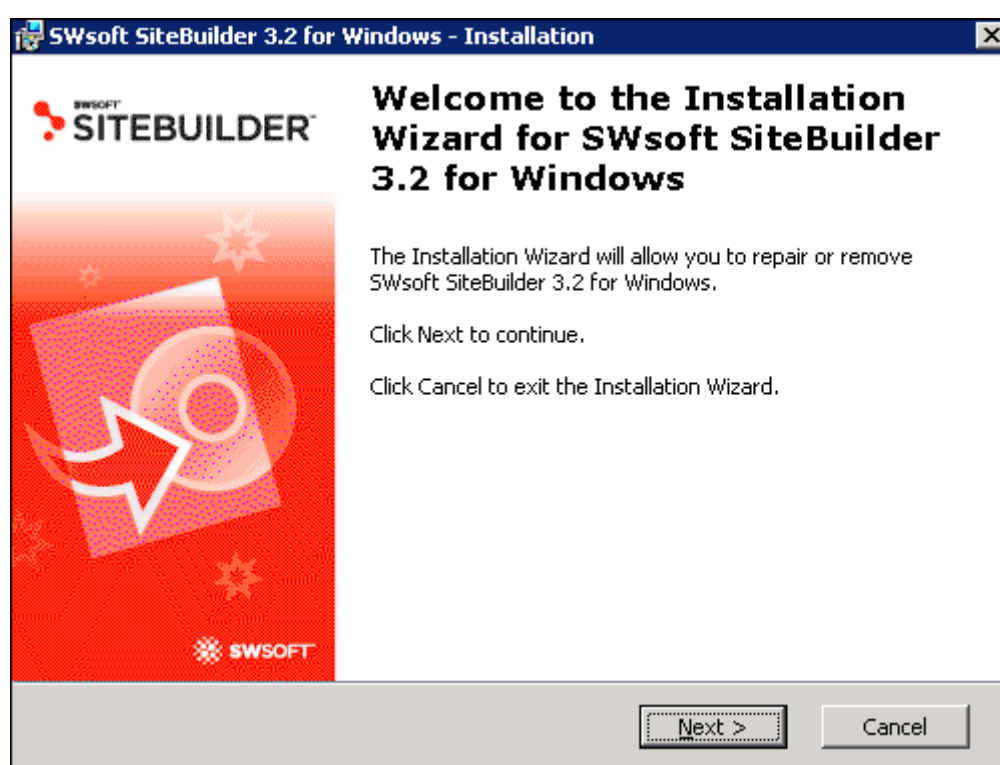 SWsoft SiteBuilder 3.2 for Windows - Installation
SWSOFT
SITEBUILDER™
Welcome to the Installation
Wizard for SWsoft SiteBuilder
3.2 for Windows
The Installation Wizard will allow you to repair or remove
SWsoft SiteBuilder 3.2 for Windows.
Click Next to continue.
Click Cancel to exit the Installation Wizard.
SWSOFT™
Next >
Cancel